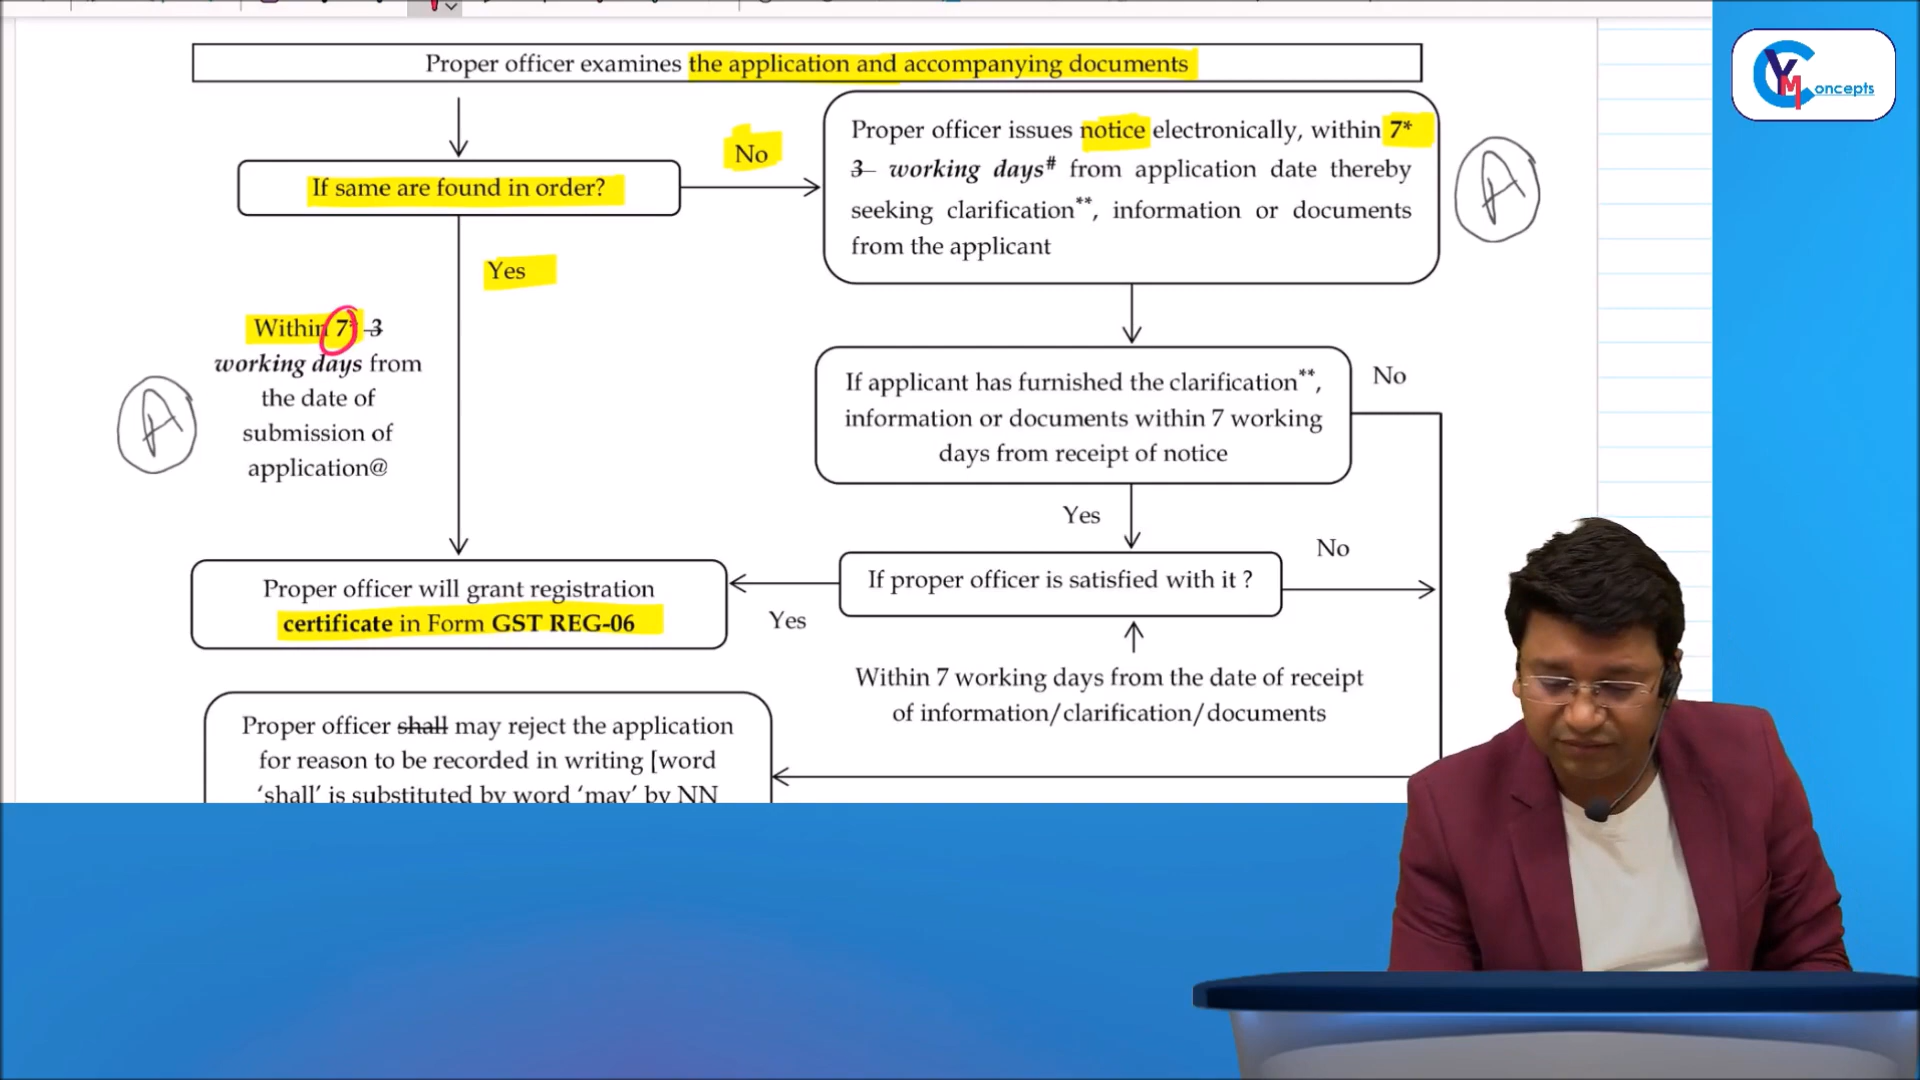 Proper officer examines the application and accompanying documents
If same are found in order?
No
Proper officer issues notice electronically, within 7*
3 working days# from application date thereby
seeking clarification**, information or documents
from the applicant
A
Yes
Within 7* 3
working days from
the date of
submission of
application@
A
If applicant has furnished the clarification**,
information or documents within 7 working
days from receipt of notice
No
Yes
If proper officer is satisfied with it ?
No
Yes
Proper officer will grant registration
certificate in Form GST REG-06
Within 7 working days from the date of receipt
of information/clarification/documents
Proper officer shall may reject the application
for reason to be recorded in writing [word
‘shall’ is substituted by word ‘may’ by NN
CYM oncepts